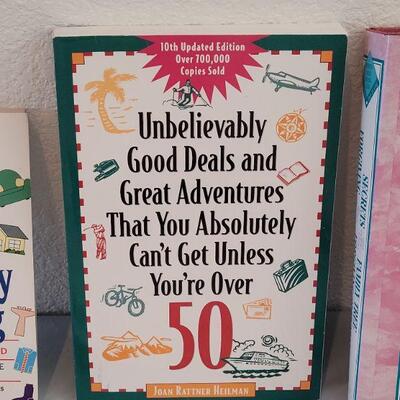 10th Updated Edition
Over 700,000
Copies Sold
Unbelievably
Good Deals and
Great Adventures
That You Absolutely
Can't Get Unless
You're Over
50
JOAN RATTNER HEILMAN
SECRETS